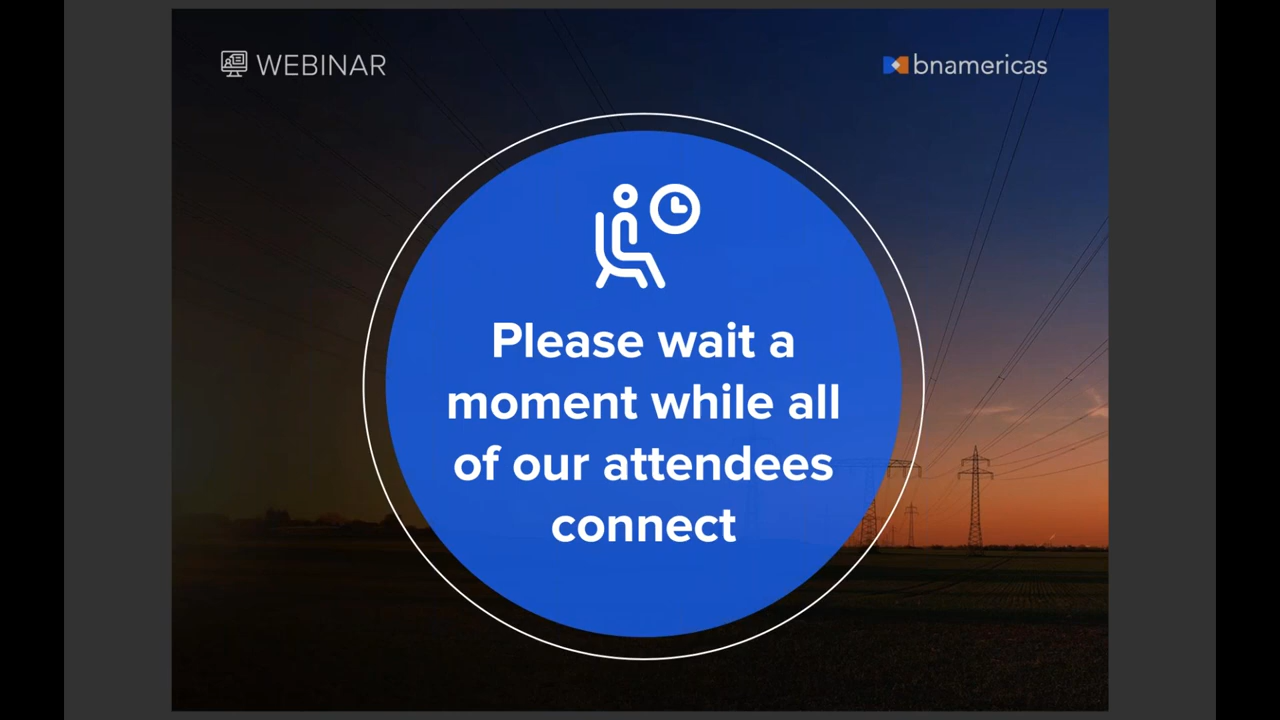 WEBINAR
bnamericas
Please wait a
moment while all
of our attendees
connect